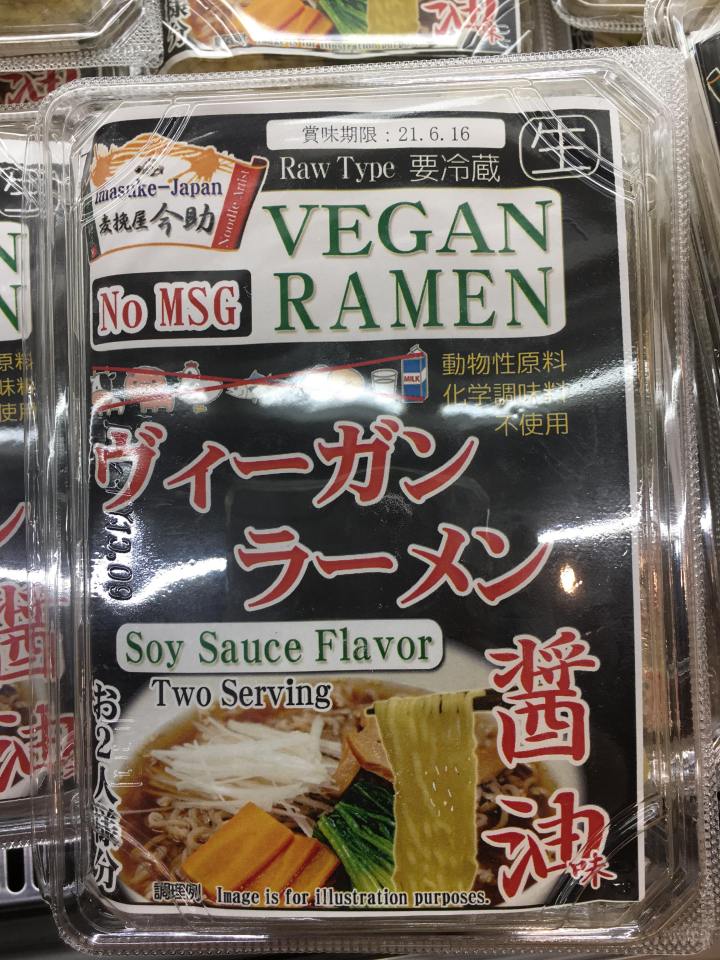 賞味期限：21.6.16
生
Raw Type 要冷蔵
imasuke-Japan
麦挽屋 今助
Noodle Artist
VEGAN
RAMEN
No MSG
MILK
動物性原料
化学調味料
不使用
ヴィーガン
ラーメン
Soy Sauce Flavor
Two Serving
お2人様分
醤油味
調理例 Image is for illustration purposes.